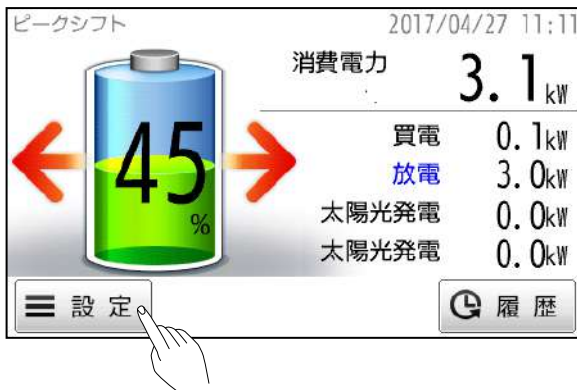 ピークシフト 2017/04/27 11:11
消費電力 3.1kW
45%
買電 0.1kW
放電 3.0kW
太陽光発電 0.0kW
太陽光発電 0.0kW
設定
履歴